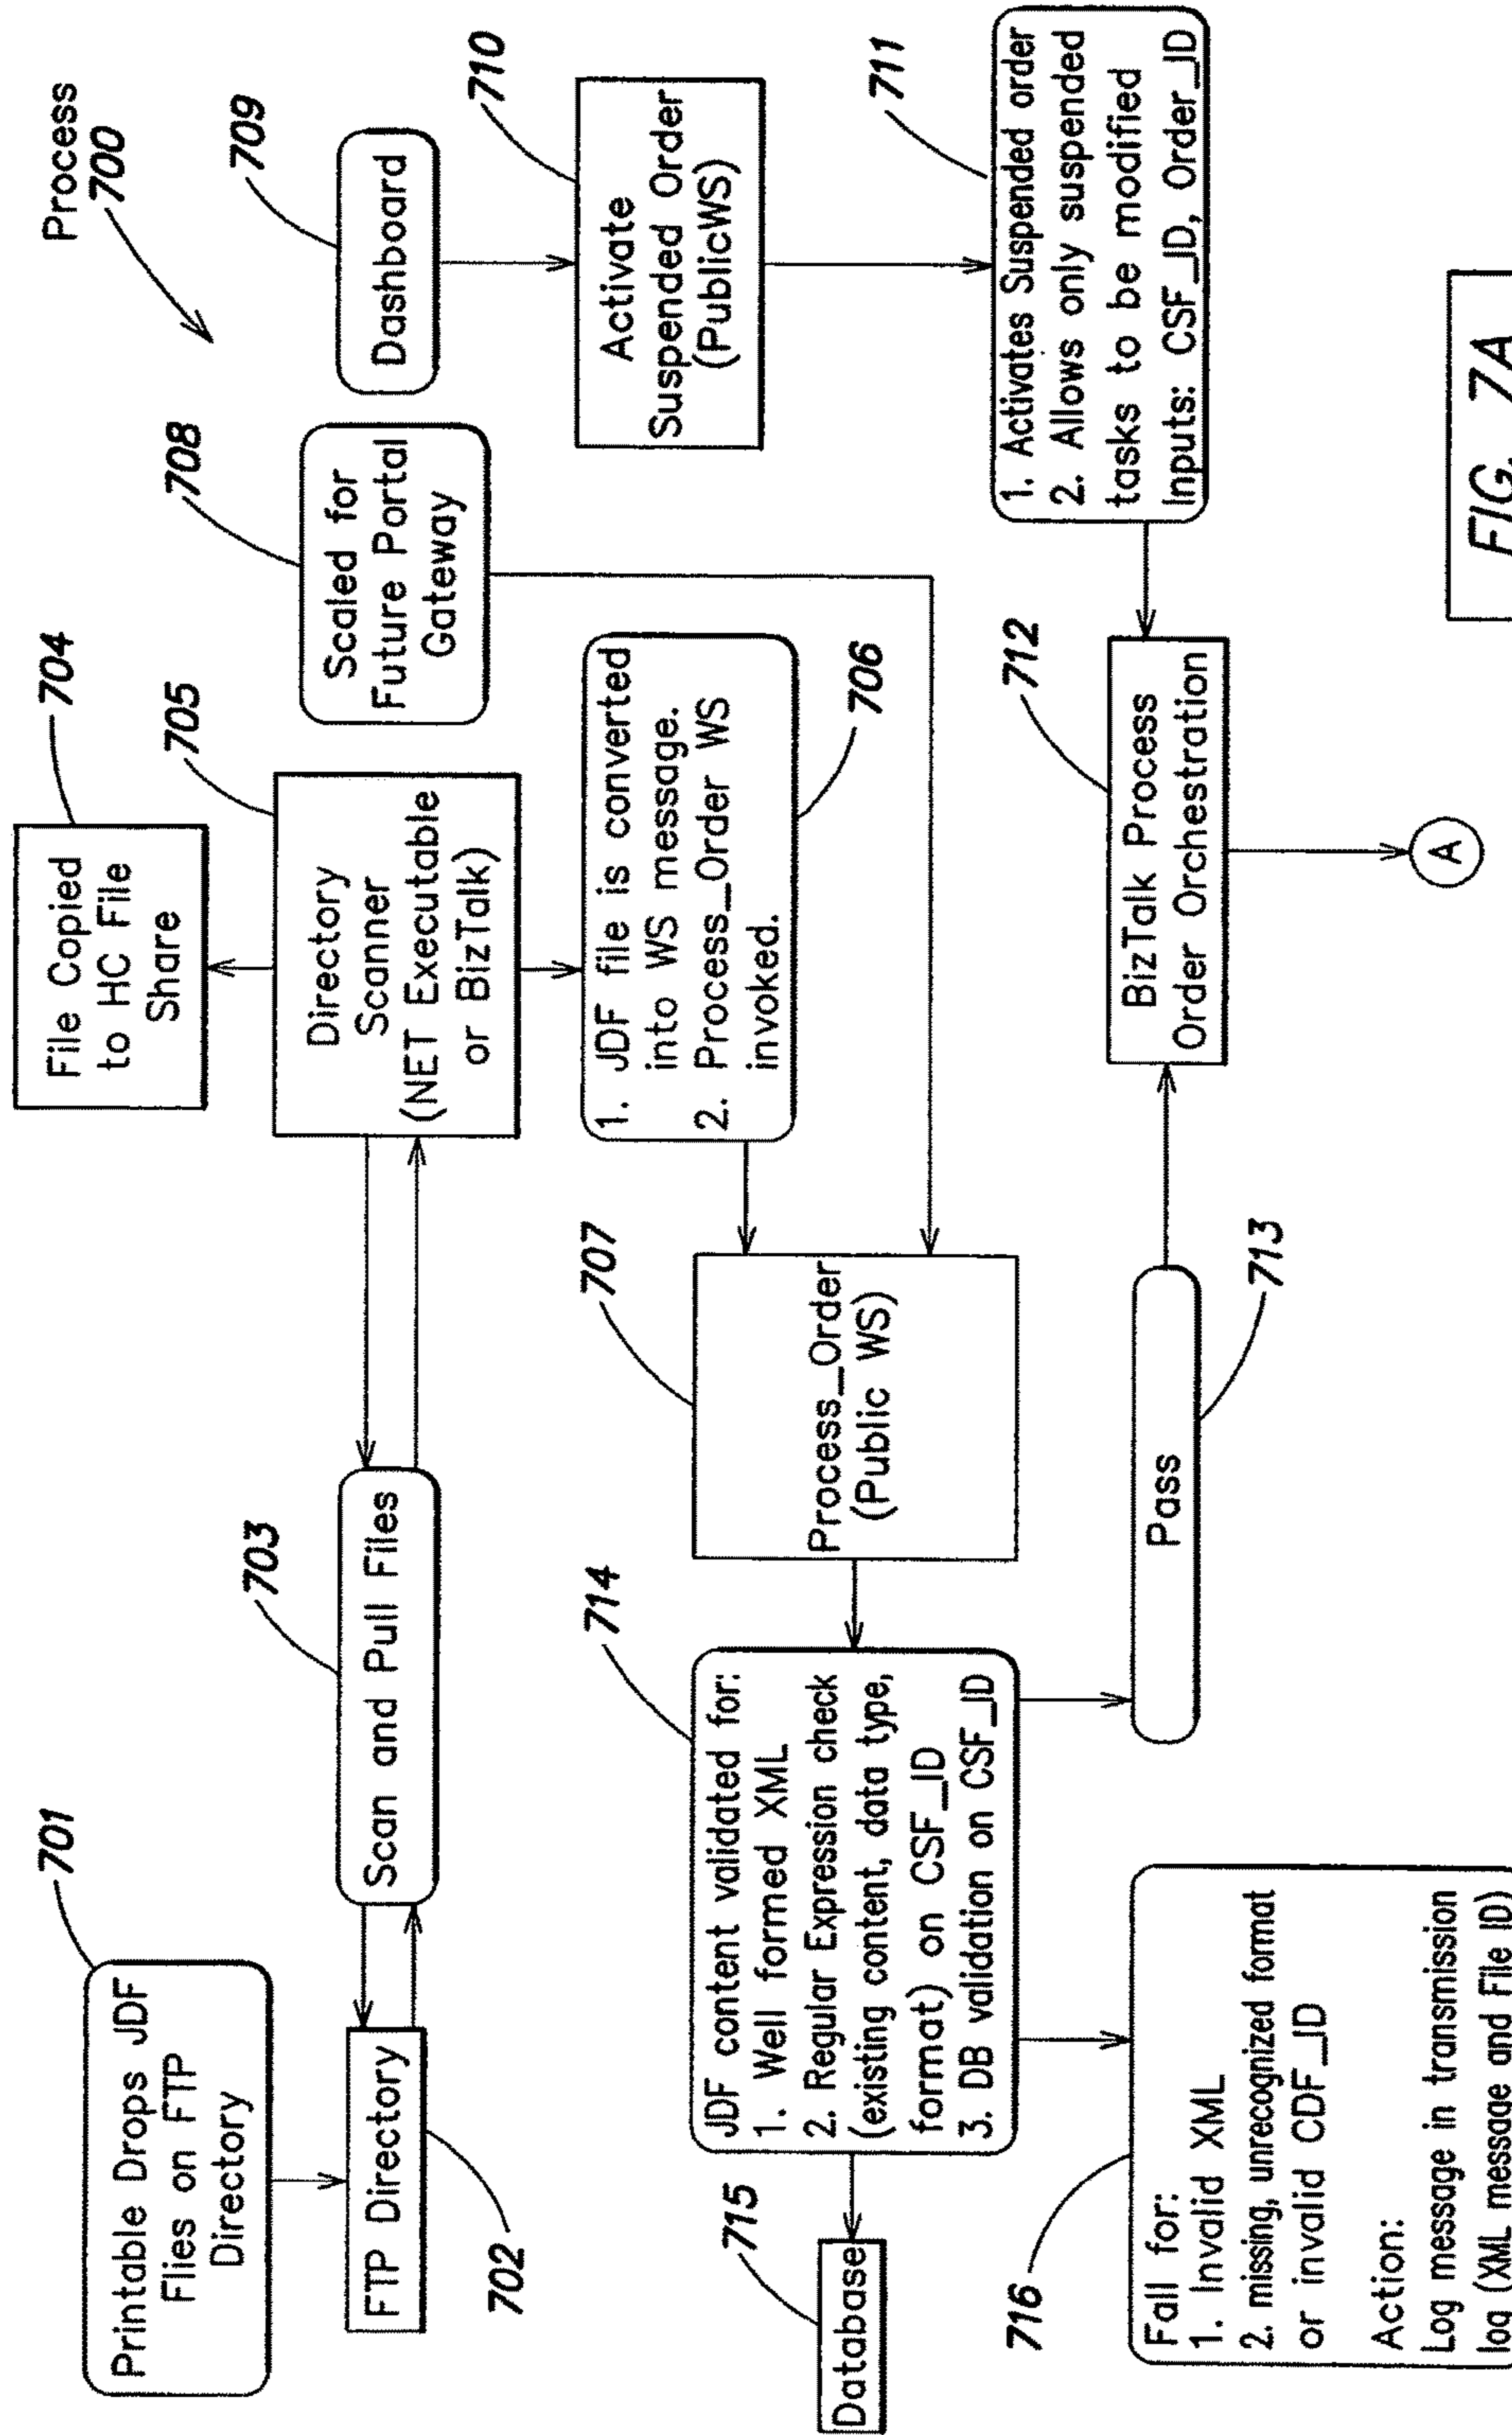 Process
700
701
Printable Drops JDF
Flies on FTP
Directory
FTP Directory
702
703
Scan and Pull Files
704
File Copied
to HC File
Share
705
Directory
Scanner
(NET Executable
or BizTalk)
1. JDF file is converted
into WS message.
2. Process_Order WS
invoked.
706
708
Scaled for
Future Portal
Gateway
709
Dashboard
710
Activate
Suspended Order
(PublicWS)
711
1. Activates Suspended order
2. Allows only suspended
tasks to be modified
Inputs: CSF_ID, Order_ID
707
Process_Order
(Public WS)
714
JDF content validated for:
1. Well formed XML
2. Regular Expression check
(existing content, data type,
format) on CSF_ID
3. DB validation on CSF_ID
715
Database
716
Fall for:
1. Invalid XML
2. missing, unrecognized format
or invalid CDF_ID
Action:
Log message in transmission
log (XML message and File ID)
Pass
713
712
BizTalk Process
Order Orchestration
A
FIG. 7A